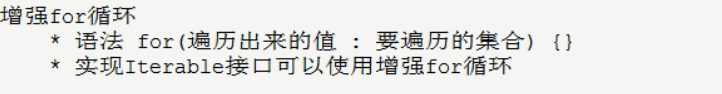 增强for循环
* 语法 for(遍历出来的值 : 要遍历的集合) {}
* 实现Iterable接口可以使用增强for循环